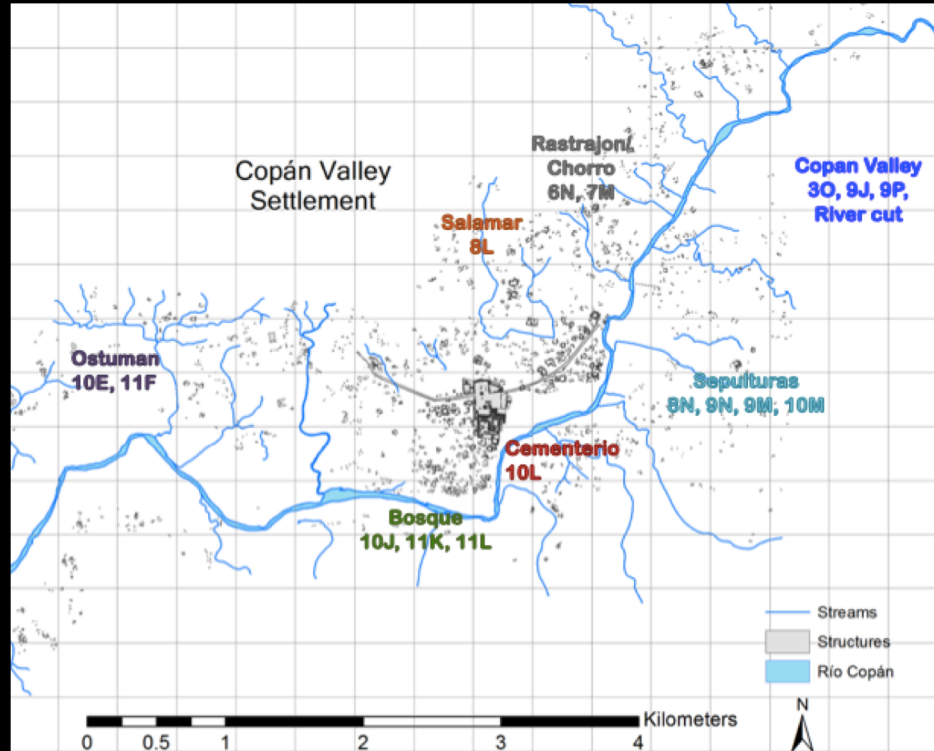 Copán Valley
Settlement
Rastrajon/
Chorro
6N, 7M
Copan Valley
3O, 9J, 9P,
River cut
Salamar
8L
Ostuman
10E, 11F
Sepulturas
8N, 9N, 9M, 10M
Cementerio
10L
Bosque
10J, 11K, 11L
Streams
Structures
Río Copán
N
Kilometers
0 0.5 1 2 3 4